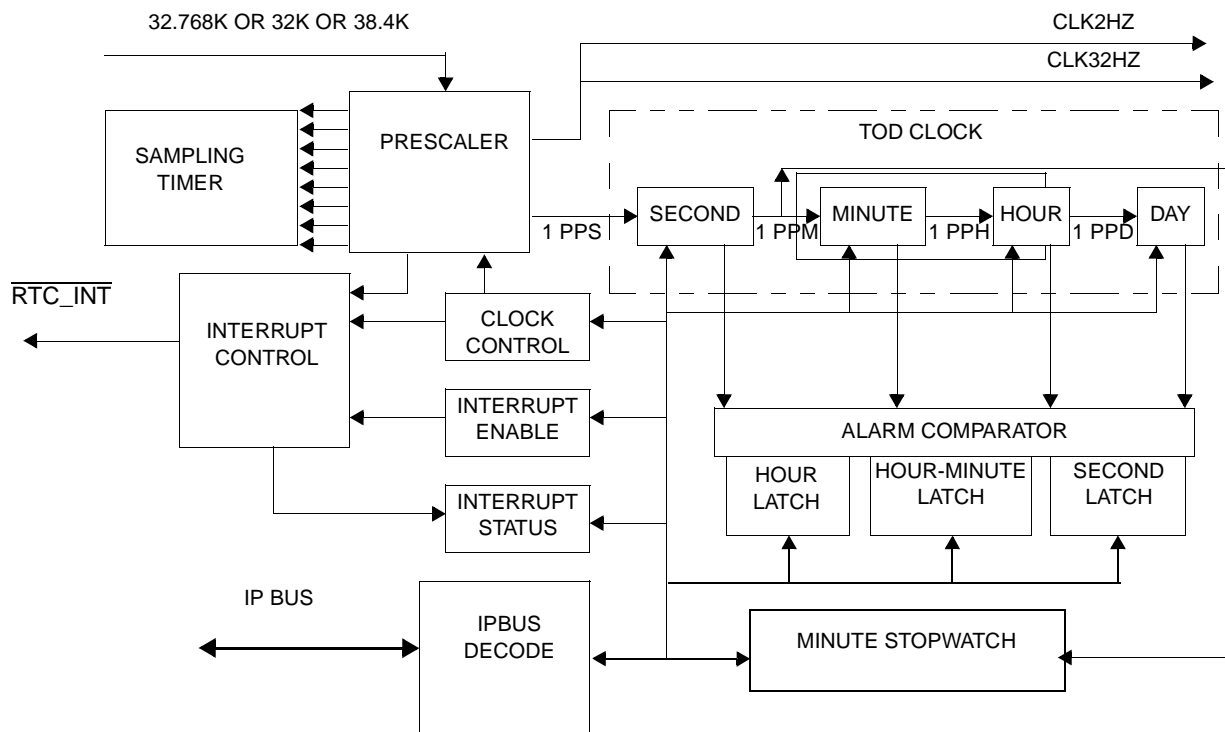 32.768K OR 32K OR 38.4K
CLK2HZ
CLK32HZ
TOD CLOCK
PRESCALER
SAMPLING
TIMER
SECOND
MINUTE
HOUR
DAY
1 PPS
1 PPM
1 PPH
1 PPD
RTC_INT
INTERRUPT
CONTROL
CLOCK
CONTROL
INTERRUPT
ENABLE
ALARM COMPARATOR
HOUR
LATCH
HOUR-MINUTE
LATCH
SECOND
LATCH
INTERRUPT
STATUS
IP BUS
IPBUS
DECODE
MINUTE STOPWATCH